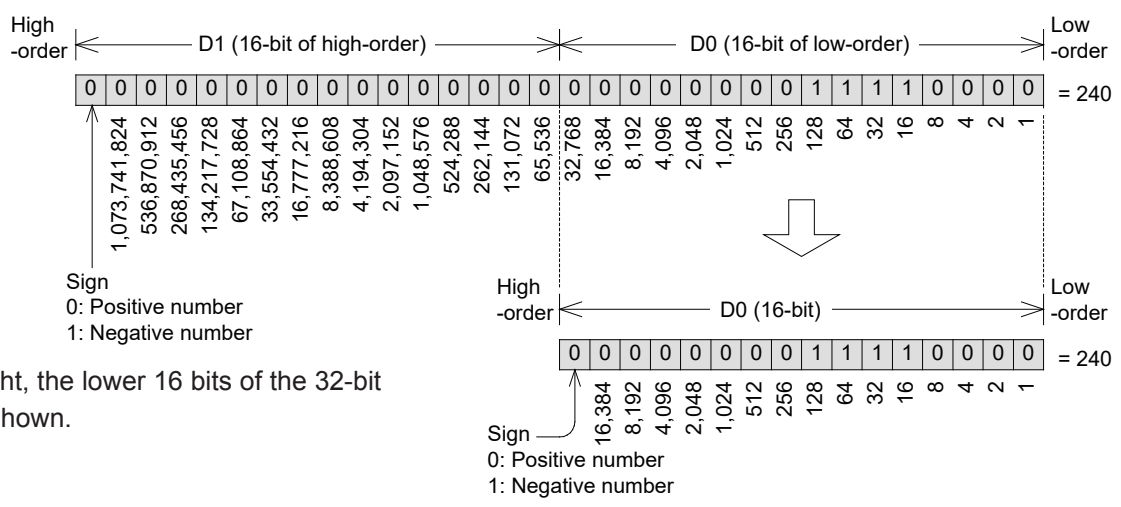 High
-order
D1 (16-bit of high-order)
D0 (16-bit of low-order)
Low
-order
0 0 0 0 0 0 0 0 0 0 0 0 0 0 0 0 0 0 0 0 0 0 0 0 1 1 1 1 0 0 0 0 = 240
1,073,741,824
536,870,912
268,435,456
134,217,728
67,108,864
33,554,432
16,777,216
8,388,608
4,194,304
2,097,152
1,048,576
524,288
262,144
131,072
65,536
32,768
16,384
8,192
4,096
2,048
1,024
512
256
128
64
32
16
8
4
2
1
Sign
0: Positive number
1: Negative number
High
-order
D0 (16-bit)
Low
-order
0 0 0 0 0 0 0 0 1 1 1 1 0 0 0 0 = 240
16,384
8,192
4,096
2,048
1,024
512
256
128
64
32
16
8
4
2
1
Sign
0: Positive number
1: Negative number
ht, the lower 16 bits of the 32-bit
hown.